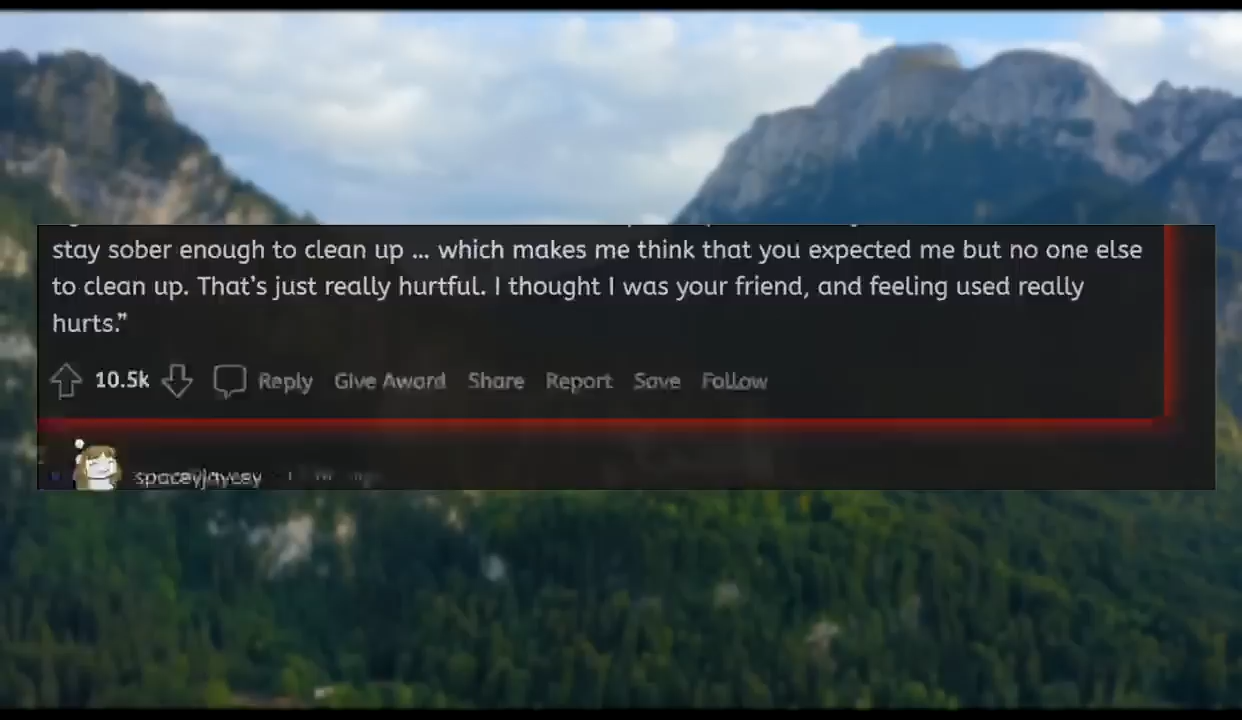 stay sober enough to clean up ... which makes me think that you expected me but no one else
to clean up. That's just really hurtful. I thought I was your friend, and feeling used really
hurts.”
10.5k Reply Give Award Share Report Save Follow
spaceyjaycey